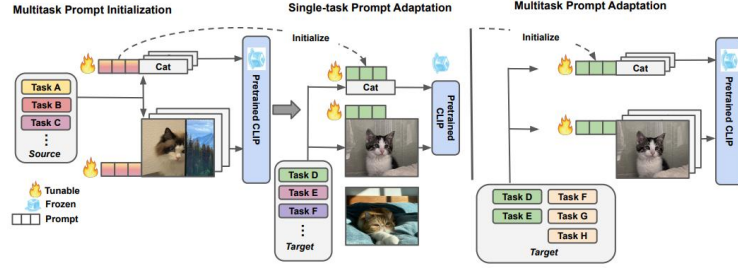 Multitask Prompt Initialization
Single-task Prompt Adaptation
Multitask Prompt Adaptation
Cat
Pretrained CLIP
Task A
Task B
Task C
Source
Tunable
Frozen
Prompt
Initialize
Cat
Pretrained
CLIP
Task D
Task E
Task F
Target
Initialize
Cat
Pretrained CLIP
Task D
Task F
Task E
Task G
Task H
Target